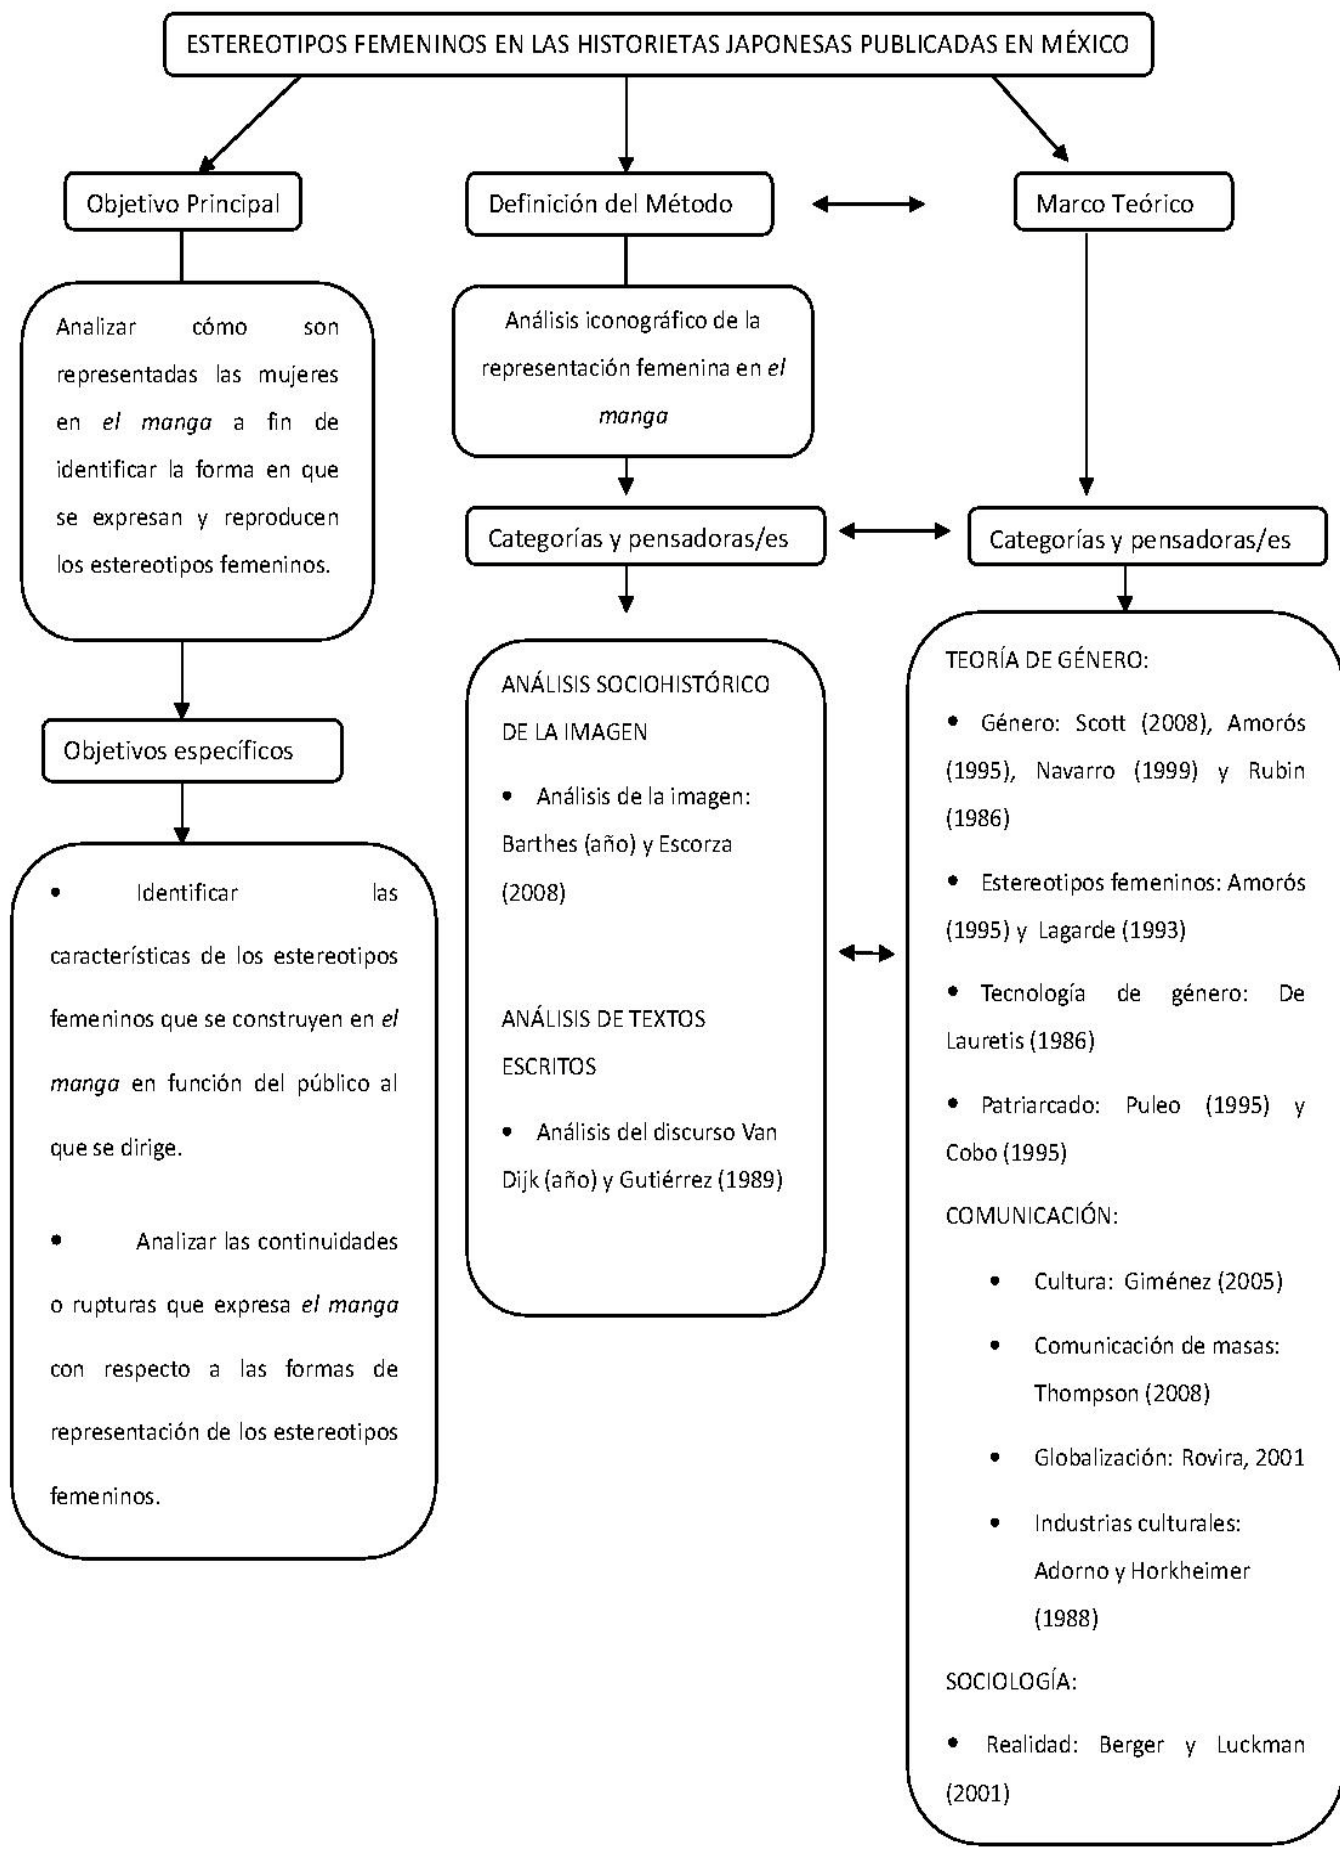 ESTEREOTIPOS FEMENINOS EN LAS HISTORIETAS JAPONESAS PUBLICADAS EN MÉXICO
Objetivo Principal
Analizar cómo son
representadas las mujeres
en el manga a fin de
identificar la forma en que
se expresan y reproducen
los estereotipos femeninos.
Objetivos específicos
• Identificar las
características de los estereotipos
femeninos que se construyen en el
manga en función del público al
que se dirige.
• Analizar las continuidades
o rupturas que expresa el manga
con respecto a las formas de
representación de los estereotipos
femeninos.
Definición del Método
Análisis iconográfico de la
representación femenina en el
manga
Categorías y pensadoras/es
ANÁLISIS SOCIOHISTÓRICO
DE LA IMAGEN
• Análisis de la imagen:
Barthes (año) y Escorza
(2008)
ANÁLISIS DE TEXTOS
ESCRITOS
• Análisis del discurso Van
Dijk (año) y Gutiérrez (1989)
Marco Teórico
Categorías y pensadoras/es
TEORÍA DE GÉNERO:
• Género: Scott (2008), Amorós
(1995), Navarro (1999) y Rubin
(1986)
• Estereotipos femeninos: Amorós
(1995) y Lagarde (1993)
• Tecnología de género: De
Lauretis (1986)
• Patriarcado: Puleo (1995) y
Cobo (1995)
COMUNICACIÓN:
• Cultura: Giménez (2005)
• Comunicación de masas:
Thompson (2008)
• Globalización: Rovira, 2001
• Industrias culturales:
Adorno y Horkheimer
(1988)
SOCIOLOGÍA:
• Realidad: Berger y Luckman
(2001)